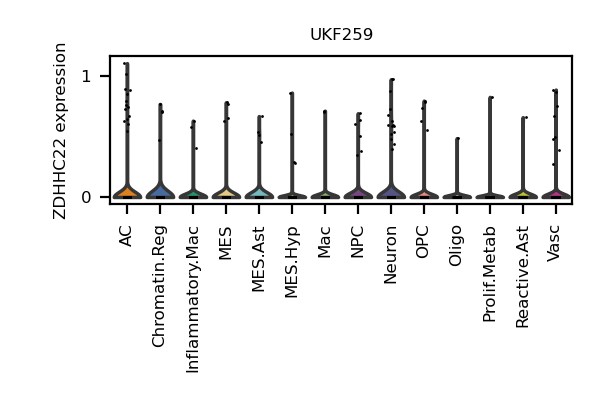 UKF259
ZDHHC22 expression
1
0
AC
Chromatin.Reg
Inflammatory.Mac
MES
MES.Ast
MES.Hyp
Mac
NPC
Neuron
OPC
Oligo
Prolif.Metab
Reactive.Ast
Vasc